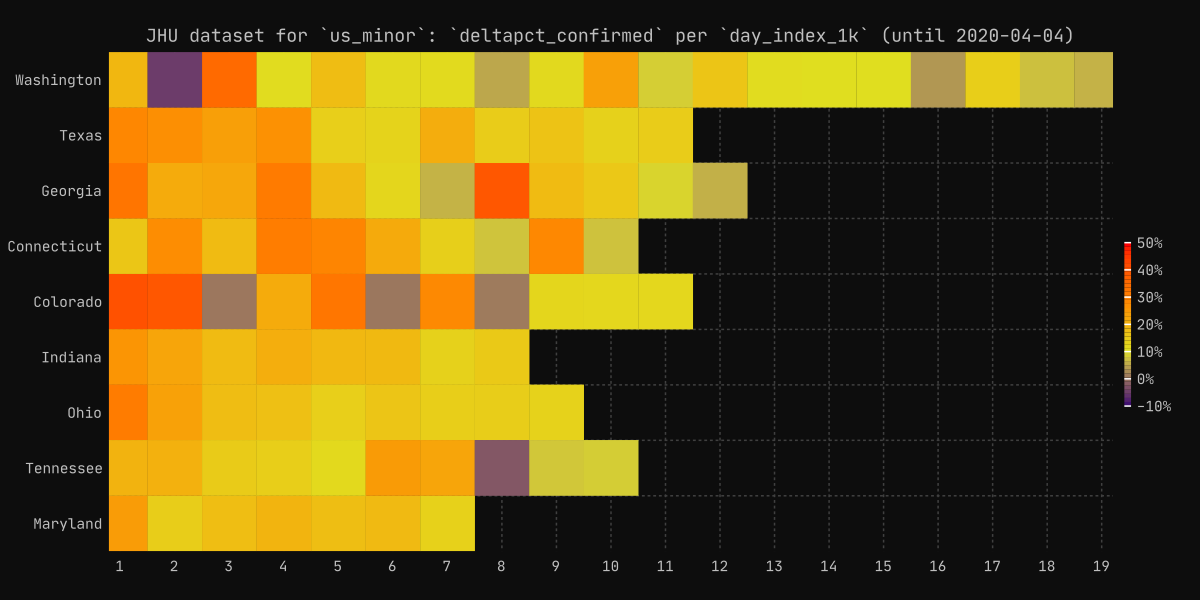 JHU dataset for `us_minor`: `deltapct_confirmed` per `day_index_1k` (until 2020-04-04)
Washington
Texas
Georgia
Connecticut
Colorado
Indiana
Ohio
Tennessee
Maryland
50%
40%
30%
20%
10%
0%
-10%
1 2 3 4 5 6 7 8 9 10 11 12 13 14 15 16 17 18 19